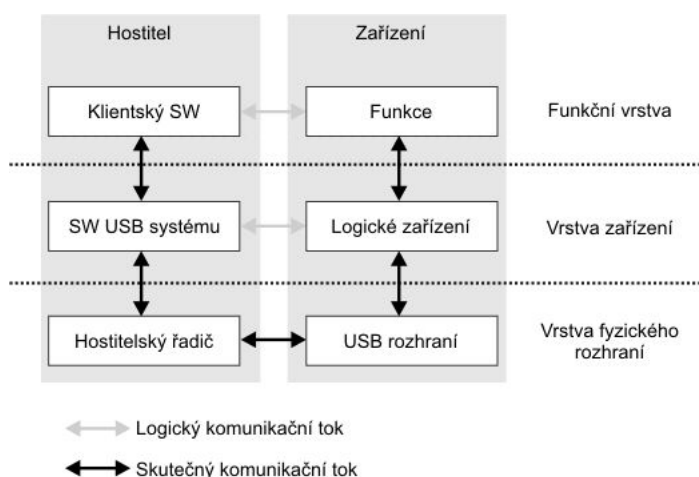 Hostitel
Zařízení
Klientský SW
Funkce
Funkční vrstva
SW USB systému
Logické zařízení
Vrstva zařízení
Hostitelský řadič
USB rozhraní
Vrstva fyzického
rozhraní
Logický komunikační tok
Skutečný komunikační tok